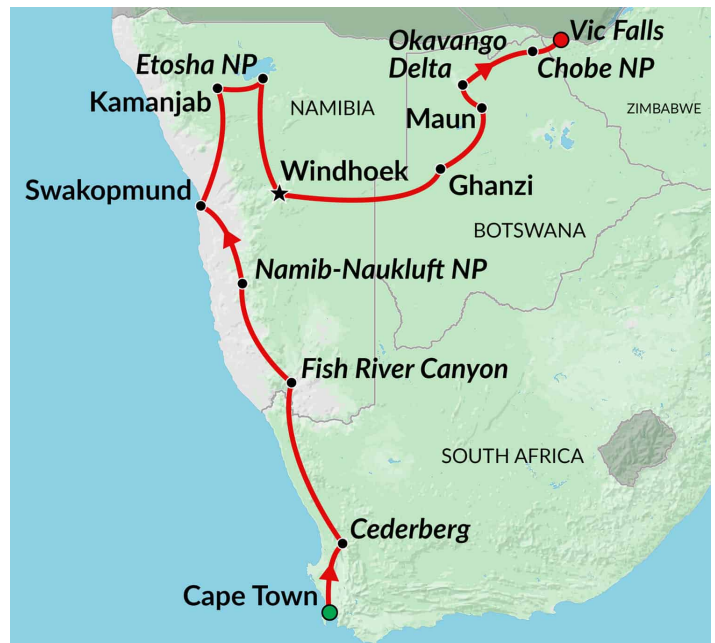 Vic Falls
Okavango
Delta
Chobe NP
Etosha NP
Kamanjab
NAMIBIA
Maun
ZIMBABWE
Windhoek
Ghanzi
Swakopmund
BOTSWANA
Namib-Naukluft NP
Fish River Canyon
SOUTH AFRICA
Cederberg
Cape Town